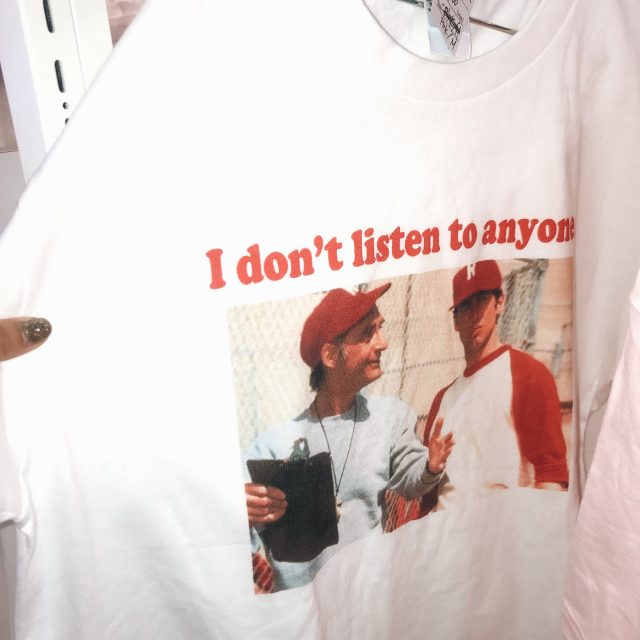 I don't listen to anyone
R